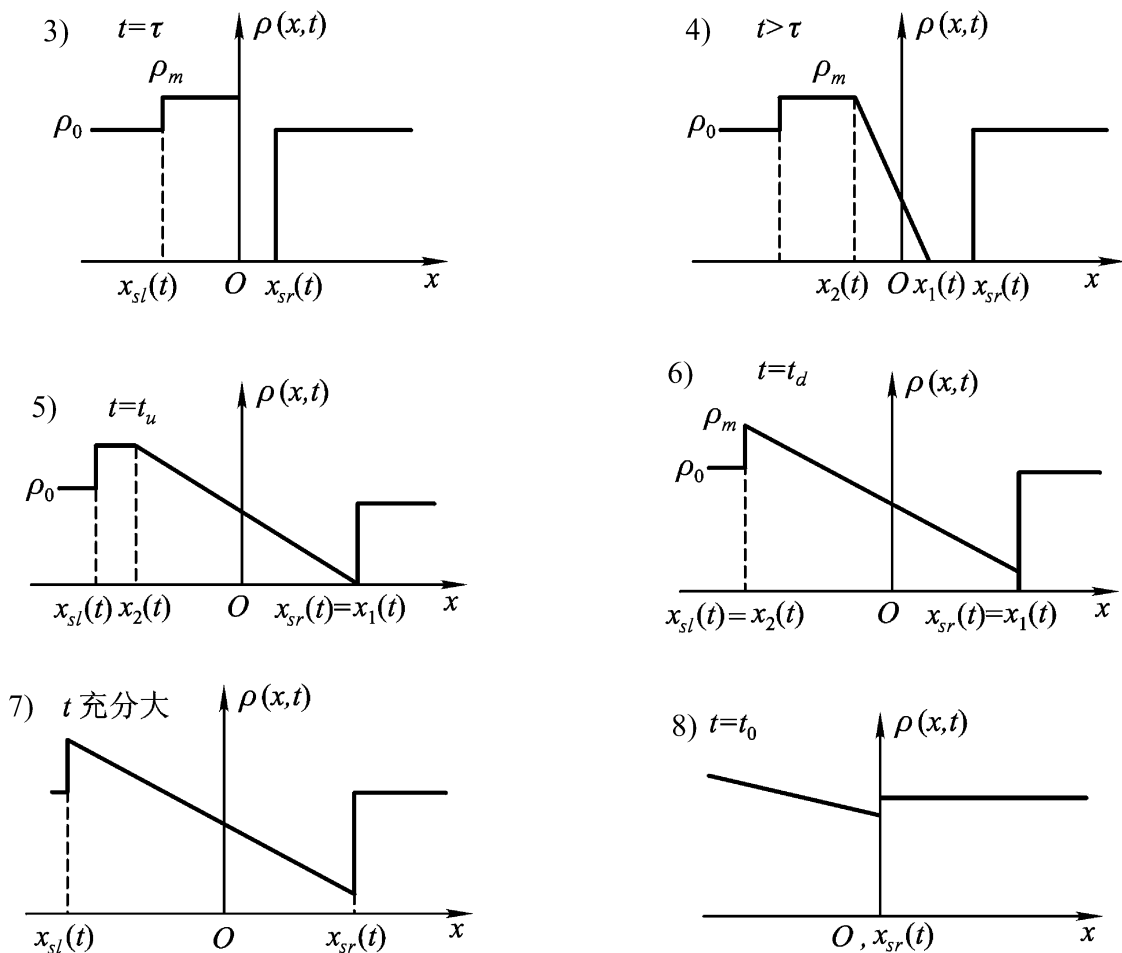 3) t=τ ρ(x,t)
ρm
ρ0
xsl(t) O xsr(t) x
4) t>τ ρ(x,t)
ρm
ρ0
x2(t) O x1(t) xsr(t) x
5) t=tu ρ(x,t)
ρ0
xsl(t) x2(t) O xsr(t)=x1(t) x
6) t=td ρ(x,t)
ρm
ρ0
xsl(t)=x2(t) O xsr(t)=x1(t) x
7) t 充分大 ρ(x,t)
xsl(t) O xsr(t) x
8) t=t0 ρ(x,t)
O,xsr(t) x